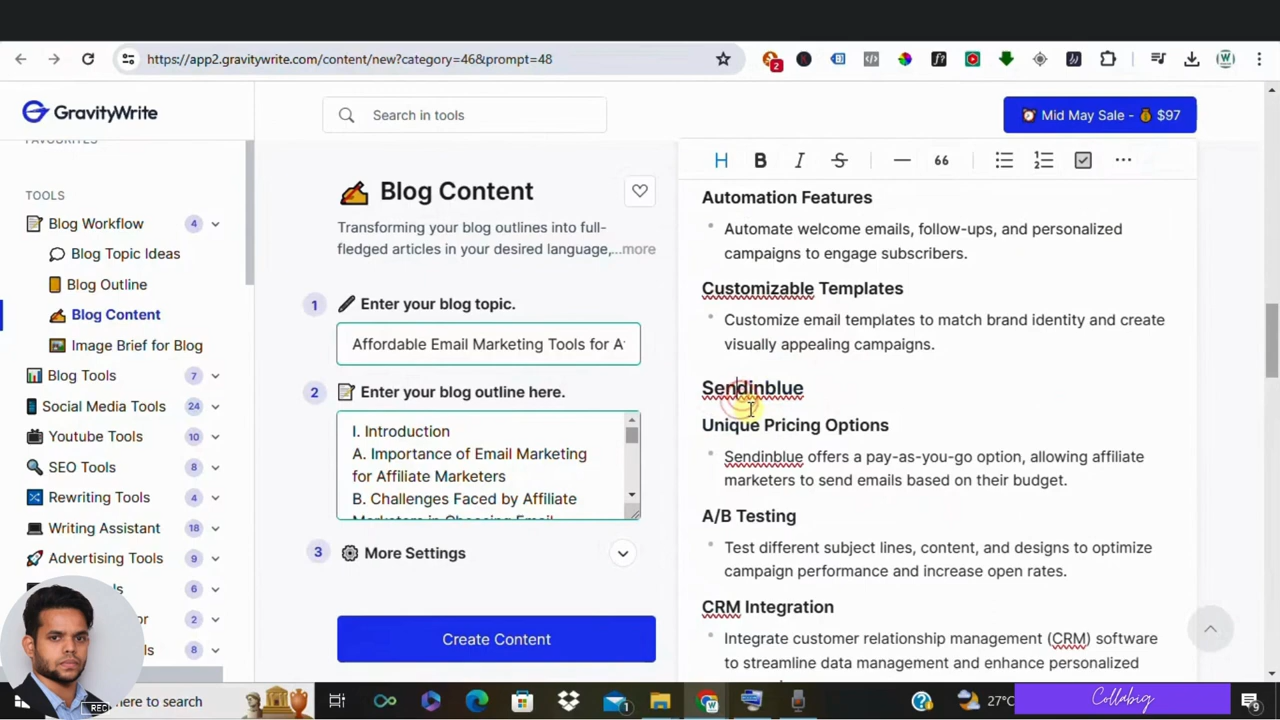 https://app2.gravitywrite.com/content/new?category=46&prompt=48
2
GravityWrite
Search in tools
Mid May Sale - 💰 $97
FAVOURITES
TOOLS
Blog Workflow 4
Blog Topic Ideas
Blog Outline
Blog Content
Image Brief for Blog
Blog Tools 7
Social Media Tools 24
Youtube Tools 10
SEO Tools 8
Rewriting Tools 4
Writing Assistant 18
Advertising Tools 9
6
2
8
Blog Content
Transforming your blog outlines into full-
fledged articles in your desired language,...more
1 Enter your blog topic.
Affordable Email Marketing Tools for A
2 Enter your blog outline here.
I. Introduction
A. Importance of Email Marketing
for Affiliate Marketers
B. Challenges Faced by Affiliate
Marketers in Choosing Email
3 More Settings
Create Content
H B I S 66
Automation Features
Automate welcome emails, follow-ups, and personalized
campaigns to engage subscribers.
Customizable Templates
Customize email templates to match brand identity and create
visually appealing campaigns.
Sendinblue
Unique Pricing Options
Sendinblue offers a pay-as-you-go option, allowing affiliate
marketers to send emails based on their budget.
A/B Testing
Test different subject lines, content, and designs to optimize
campaign performance and increase open rates.
CRM Integration
Integrate customer relationship management (CRM) software
to streamline data management and enhance personalized
REC
here to search
1
27°C
Collabig
9